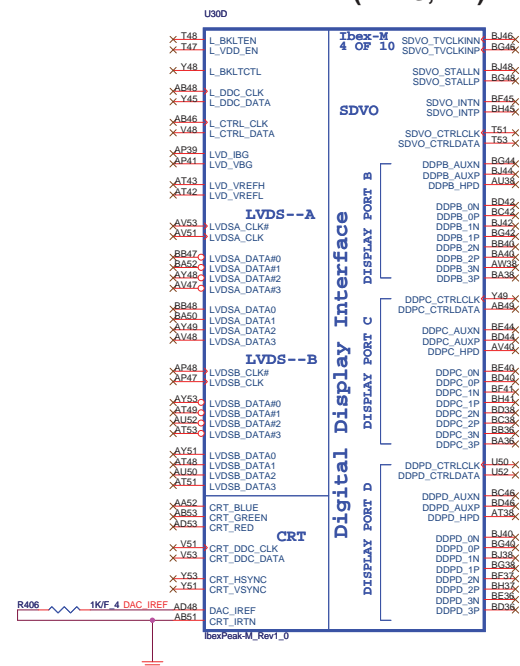 U30D
Ibex-M
4 OF 10
T48 L_BKLTEN
T47 L_VDD_EN
Y48 L_BKLTCTL
AB48 L_DDC_CLK
Y45 L_DDC_DATA
AB46 L_CTRL_CLK
V48 L_CTRL_DATA
AP39 LVD_IBG
AP41 LVD_VBG
AT43 LVD_VREFH
AT42 LVD_VREFL
LVDS--A
AV53 LVDSA_CLK#
AV51 LVDSA_CLK
BB47 LVDSA_DATA#0
BA52 LVDSA_DATA#1
AY48 LVDSA_DATA#2
AV47 LVDSA_DATA#3
BB48 LVDSA_DATA0
BA50 LVDSA_DATA1
AY49 LVDSA_DATA2
AV48 LVDSA_DATA3
LVDS--B
AP48 LVDSB_CLK#
AP47 LVDSB_CLK
AY53 LVDSB_DATA#0
AT49 LVDSB_DATA#1
AU52 LVDSB_DATA#2
AT53 LVDSB_DATA#3
AY51 LVDSB_DATA0
AT48 LVDSB_DATA1
AU50 LVDSB_DATA2
AT51 LVDSB_DATA3
AA52 CRT_BLUE
AB53 CRT_GREEN
AD53 CRT_RED
CRT
V51 CRT_DDC_CLK
V53 CRT_DDC_DATA
Y53 CRT_HSYNC
Y51 CRT_VSYNC
R406 1K/F_4 DAC_IREF AD48 DAC_IREF
AB51 CRT_IRTN
IbexPeak-M_Rev1_0
Digital Display Interface
SDVO_TVCLKINN BJ46
SDVO_TVCLKINP BG46
SDVO_STALLN BJ48
SDVO_STALLP BG48
SDVO
SDVO_INTN BF45
SDVO_INTP BH45
SDVO_CTRLCLK T51
SDVO_CTRLDATA T53
DISPLAY PORT B
DDPB_AUXN BG44
DDPB_AUXP BJ44
DDPB_HPD AU38
DDPB_0N BD42
DDPB_0P BC42
DDPB_1N BJ42
DDPB_1P BG42
DDPB_2N BB40
DDPB_2P BA40
DDPB_3N AW38
DDPB_3P BA38
DISPLAY PORT C
DDPC_CTRLCLK Y49
DDPC_CTRLDATA AB49
DDPC_AUXN BE44
DDPC_AUXP BD44
DDPC_HPD AV40
DDPC_0N BE40
DDPC_0P BD40
DDPC_1N BF41
DDPC_1P BH41
DDPC_2N BD38
DDPC_2P BC38
DDPC_3N BB36
DDPC_3P BA36
DISPLAY PORT D
DDPD_CTRLCLK U50
DDPD_CTRLDATA U52
DDPD_AUXN BC46
DDPD_AUXP BD46
DDPD_HPD AT38
DDPD_0N BJ40
DDPD_0P BG40
DDPD_1N BJ38
DDPD_1P BG38
DDPD_2N BF37
DDPD_2P BH37
DDPD_3N BE36
DDPD_3P BD36